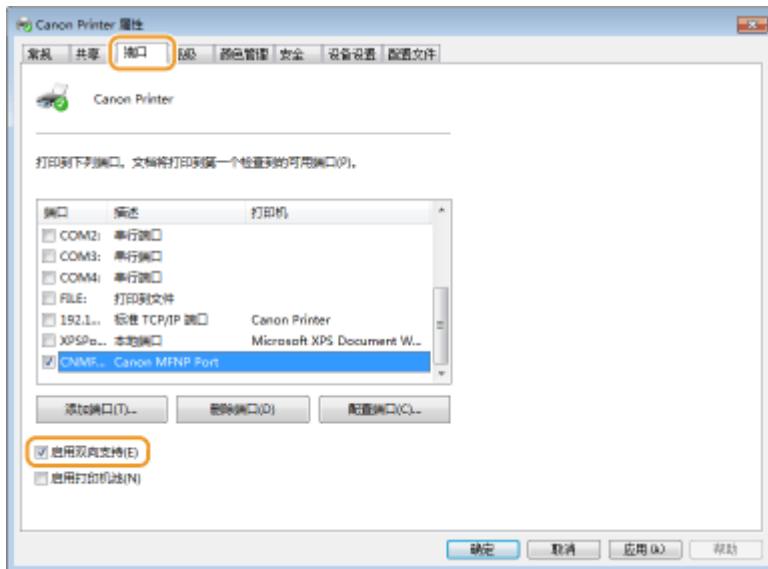 Canon Printer 属性
常规 共享 端口 高级 颜色管理 安全 设备设置 配置文件
Canon Printer
打印到下列端口。文档将打印到第一个检查到的可用端口(P)。
端口 描述 打印机
COM2: 串行端口
COM3: 串行端口
COM4: 串行端口
FILE: 打印到文件
192.1... 标准 TCP/IP 端口 Canon Printer
XPSPo... 本地端口 Microsoft XPS Document W...
CNMF... Canon MFNP Port
添加端口(T)... 删除端口(D) 配置端口(C)...
启用双向支持(E)
启用打印机池(N)
确定 取消 应用(A) 帮助